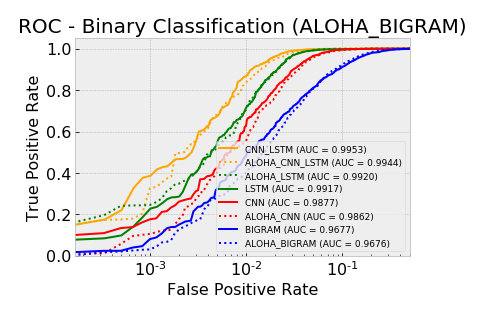 ROC - Binary Classification (ALOHA_BIGRAM)
True Positive Rate
1.0
0.8
0.6
0.4
0.2
0.0
CNN_LSTM (AUC = 0.9953)
ALOHA_CNN_LSTM (AUC = 0.9944)
ALOHA_LSTM (AUC = 0.9920)
LSTM (AUC = 0.9917)
CNN (AUC = 0.9877)
ALOHA_CNN (AUC = 0.9862)
BIGRAM (AUC = 0.9677)
ALOHA_BIGRAM (AUC = 0.9676)
10⁻³ 10⁻² 10⁻¹
False Positive Rate